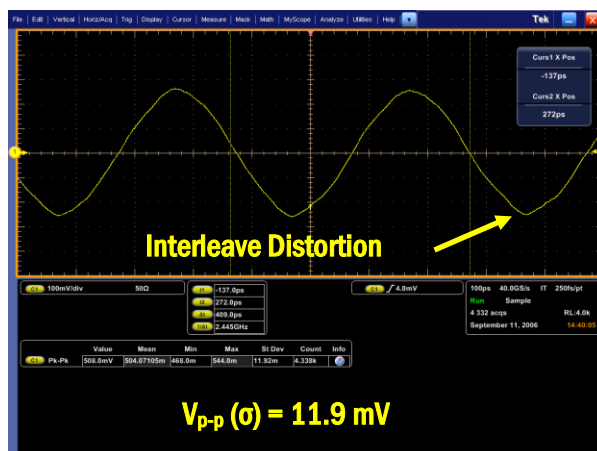 File | Edit | Vertical | Horiz/Acq | Trig | Display | Cursor | Measure | Mask | Math | MyScope | Analyze | Utilities | Help Tek
Curs1 X Pos
-137ps
Curs2 X Pos
272ps
1
Interleave Distortion
C1 100mV/div 50Ω
t1 -137.0ps
t2 272.0ps
Δt 409.0ps
1/Δt 2.445GHz
C1 / 4.0mV
100ps 40.0GS/s IT 250fs/pt
Run Sample
4 332 acqs RL:4.0k
September 11, 2006 14:40:05
Value Mean Min Max St Dev Count Info
C1 Pk-Pk 508.0mV 504.07105m 468.0m 544.0m 11.92m 4.338k
Vp-p (σ) = 11.9 mV